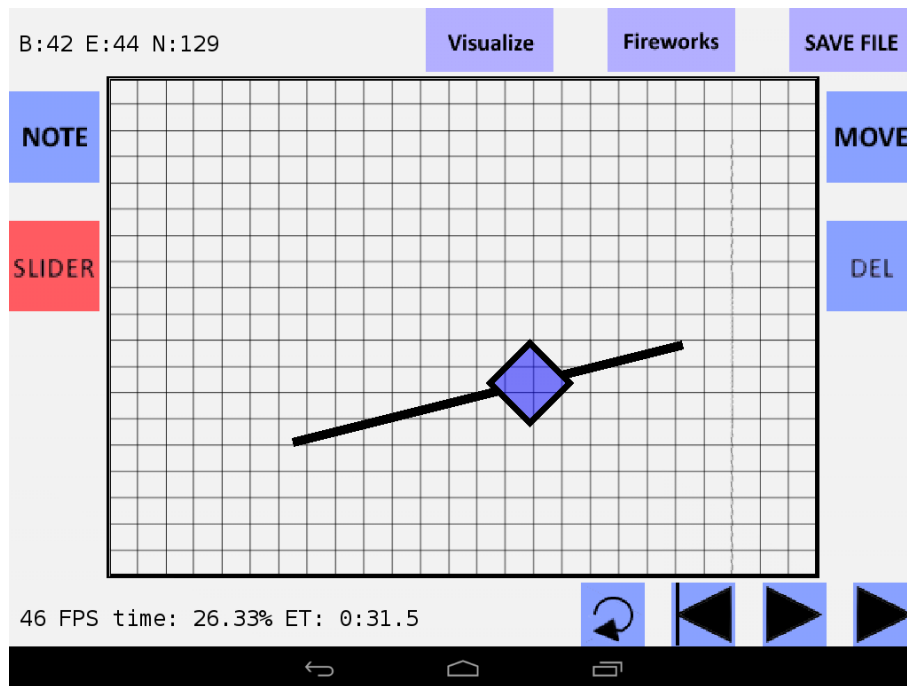 B:42 E:44 N:129
Visualize
Fireworks
SAVE FILE
NOTE
MOVE
SLIDER
DEL
46 FPS time: 26.33% ET: 0:31.5